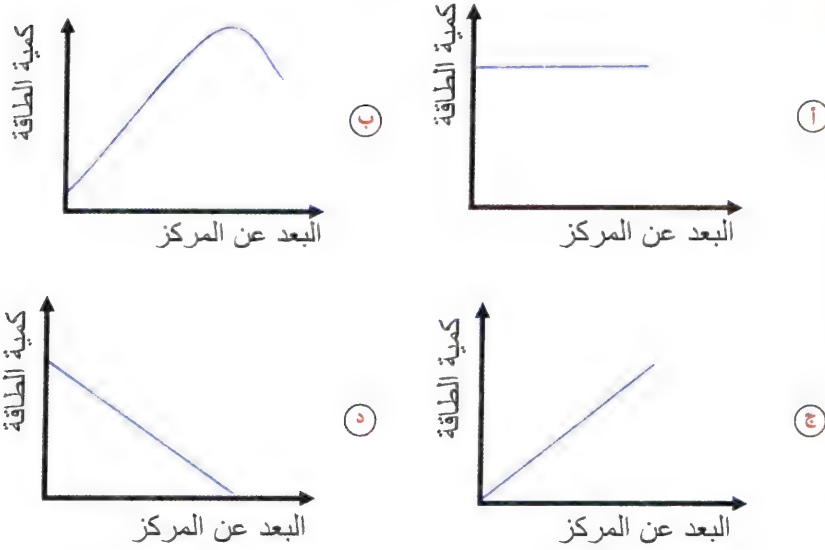 أ
كمية الطاقة
البعد عن المركز
ب
كمية الطاقة
البعد عن المركز
ج
كمية الطاقة
البعد عن المركز
د
كمية الطاقة
البعد عن المركز